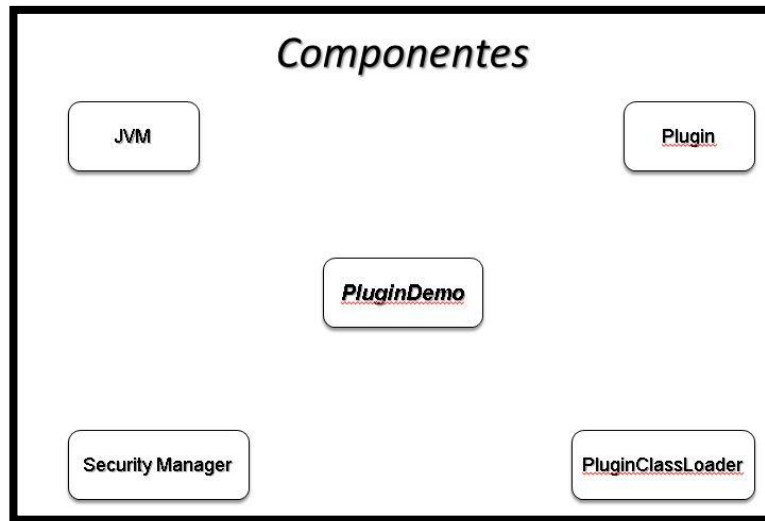 Componentes
JVM
Plugin
PluginDemo
Security Manager
PluginClassLoader